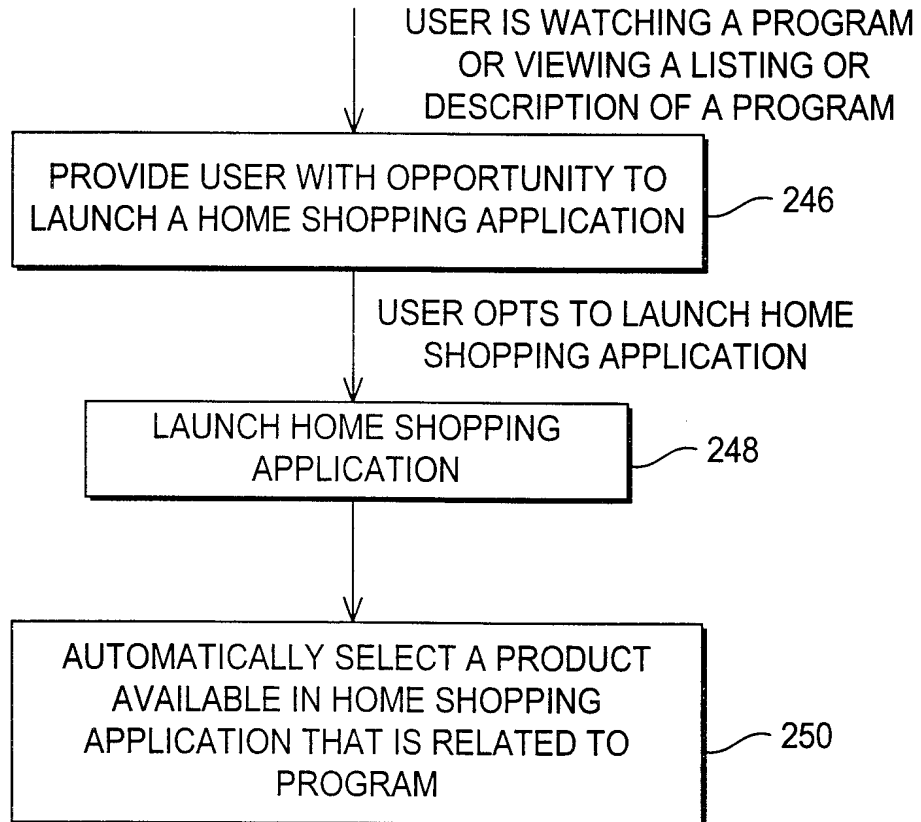 USER IS WATCHING A PROGRAM
OR VIEWING A LISTING OR
DESCRIPTION OF A PROGRAM
PROVIDE USER WITH OPPORTUNITY TO
LAUNCH A HOME SHOPPING APPLICATION
246
USER OPTS TO LAUNCH HOME
SHOPPING APPLICATION
LAUNCH HOME SHOPPING
APPLICATION
248
AUTOMATICALLY SELECT A PRODUCT
AVAILABLE IN HOME SHOPPING
APPLICATION THAT IS RELATED TO
PROGRAM
250